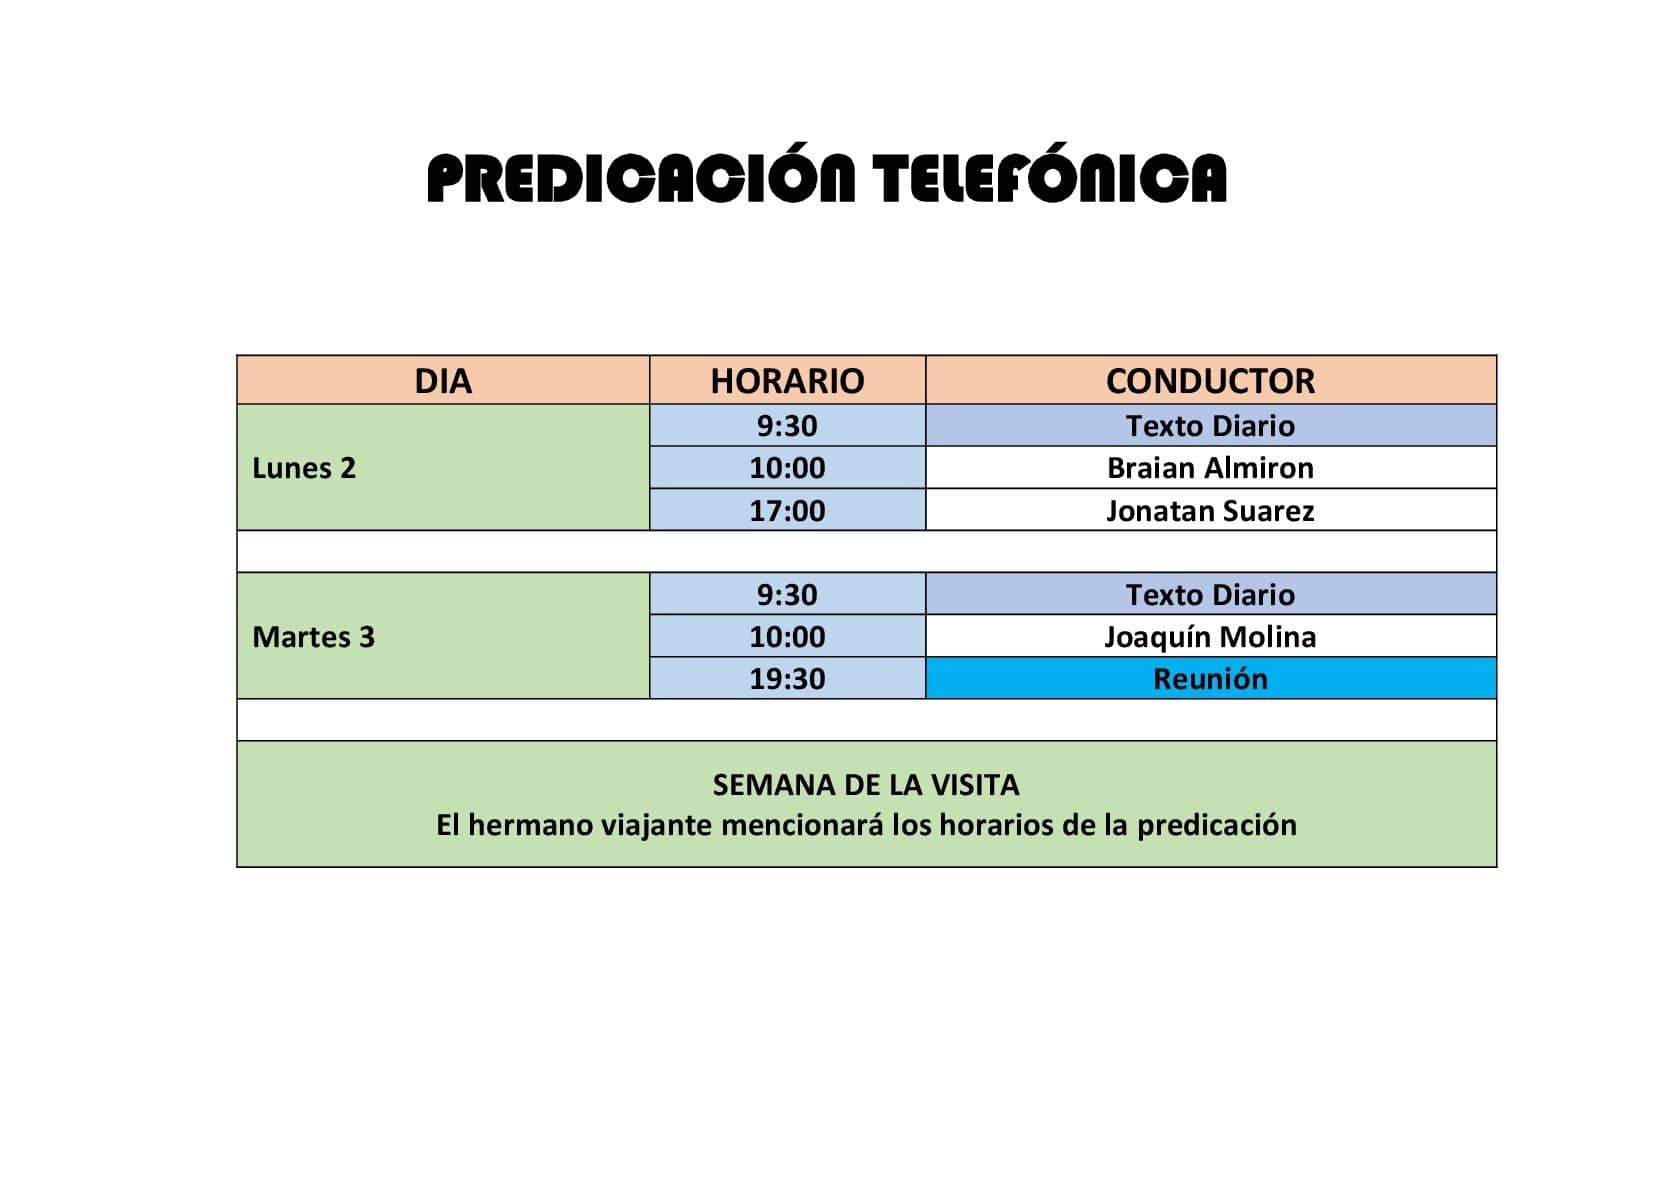 PREDICACIÓN TELEFÓNICA
DIA HORARIO CONDUCTOR
Lunes 2
9:30 Texto Diario
10:00 Braian Almiron
17:00 Jonatan Suarez
Martes 3
9:30 Texto Diario
10:00 Joaquín Molina
19:30 Reunión
SEMANA DE LA VISITA
El hermano viajante mencionará los horarios de la predicación